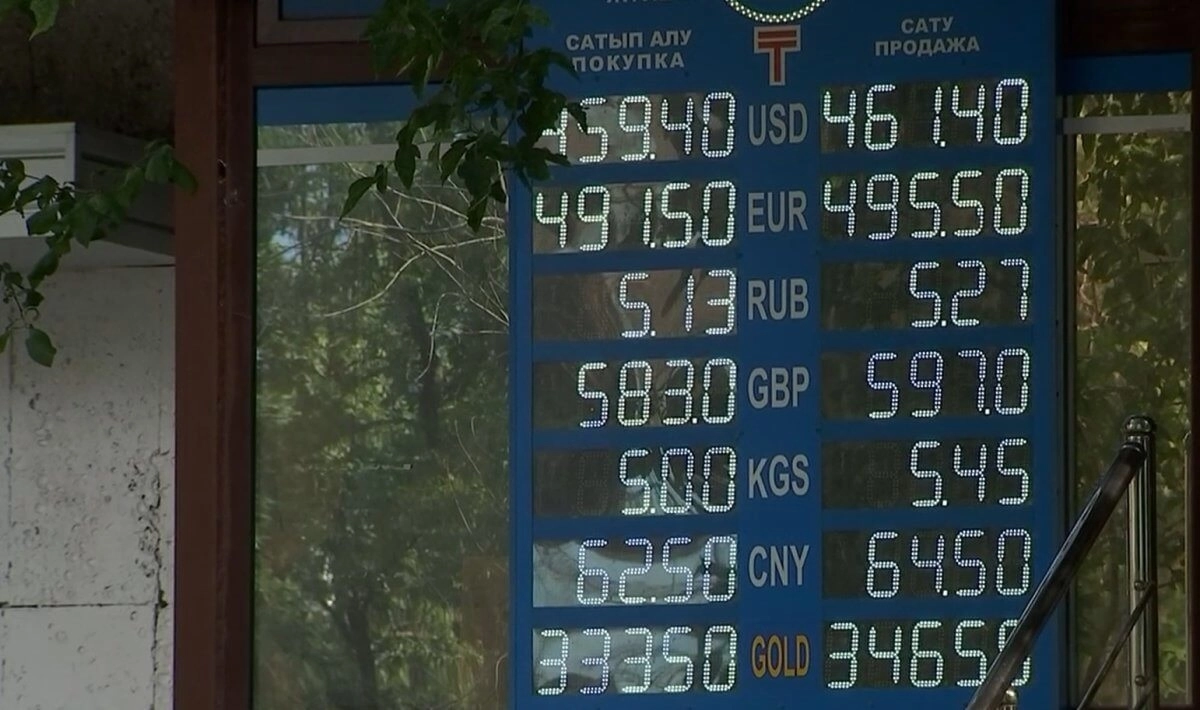 САТЫП АЛУ
ПОКУПКА
САТУ
ПРОДАЖА
459.40 USD 461.40
491.50 EUR 495.50
5.13 RUB 5.27
583.0 GBP 597.0
5.00 KGS 5.45
62.50 CNY 64.50
33350 GOLD 34650